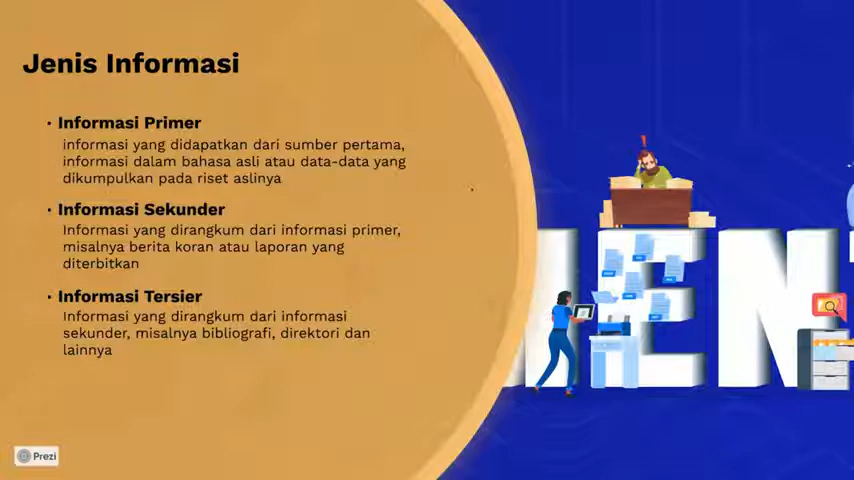 Jenis Informasi
· Informasi Primer
informasi yang didapatkan dari sumber pertama,
informasi dalam bahasa asli atau data-data yang
dikumpulkan pada riset aslinya
· Informasi Sekunder
Informasi yang dirangkum dari informasi primer,
misalnya berita koran atau laporan yang
diterbitkan
· Informasi Tersier
Informasi yang dirangkum dari informasi
sekunder, misalnya bibliografi, direktori dan
lainnya
IEN
Prezi